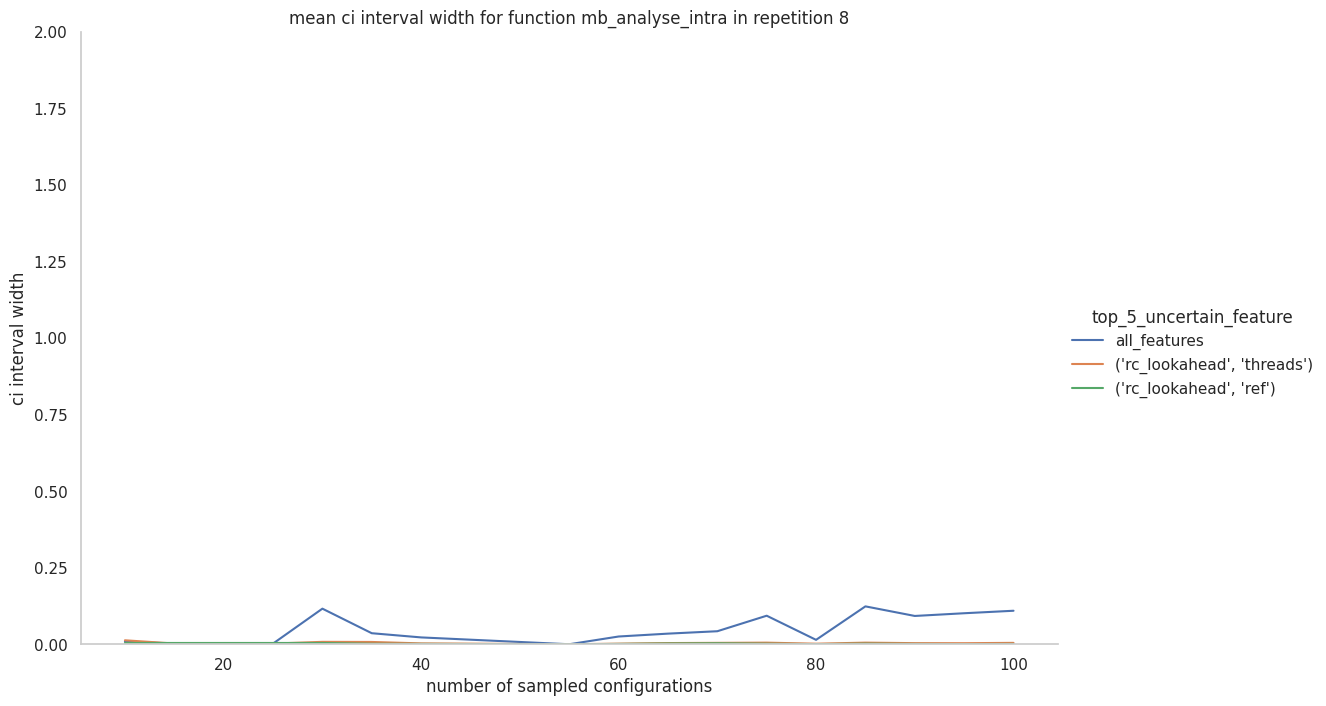 mean ci interval width for function mb_analyse_intra in repetition 8
2.00
1.75
1.50
1.25
1.00
0.75
0.50
0.25
0.00
ci interval width
20
40
60
80
100
number of sampled configurations
top_5_uncertain_feature
all_features
('rc_lookahead', 'threads')
('rc_lookahead', 'ref')